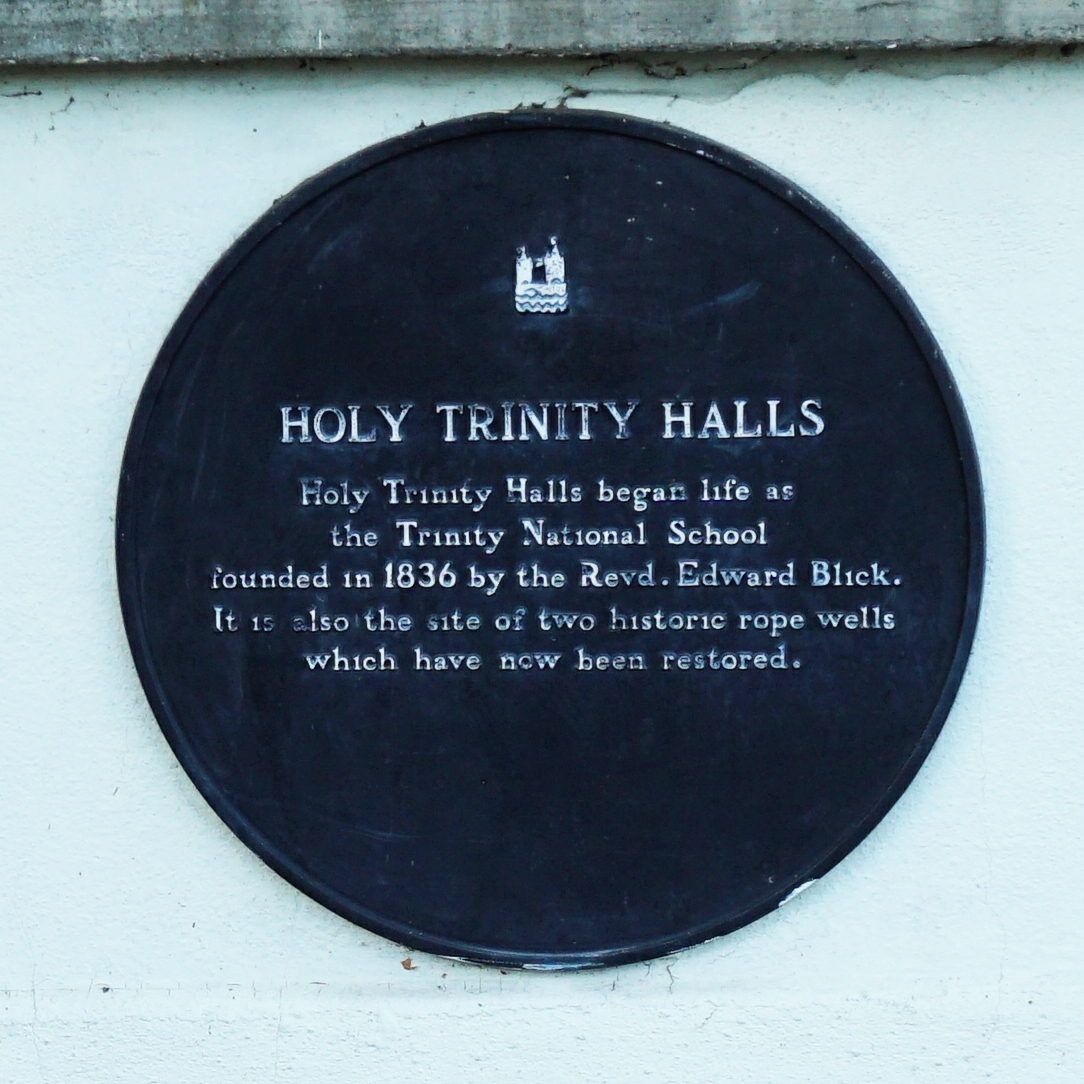 HOLY TRINITY HALLS
Holy Trinity Halls began life as
the Trinity National School
founded in 1836 by the Revd. Edward Blick.
It is also the site of two historic rope wells
which have now been restored.